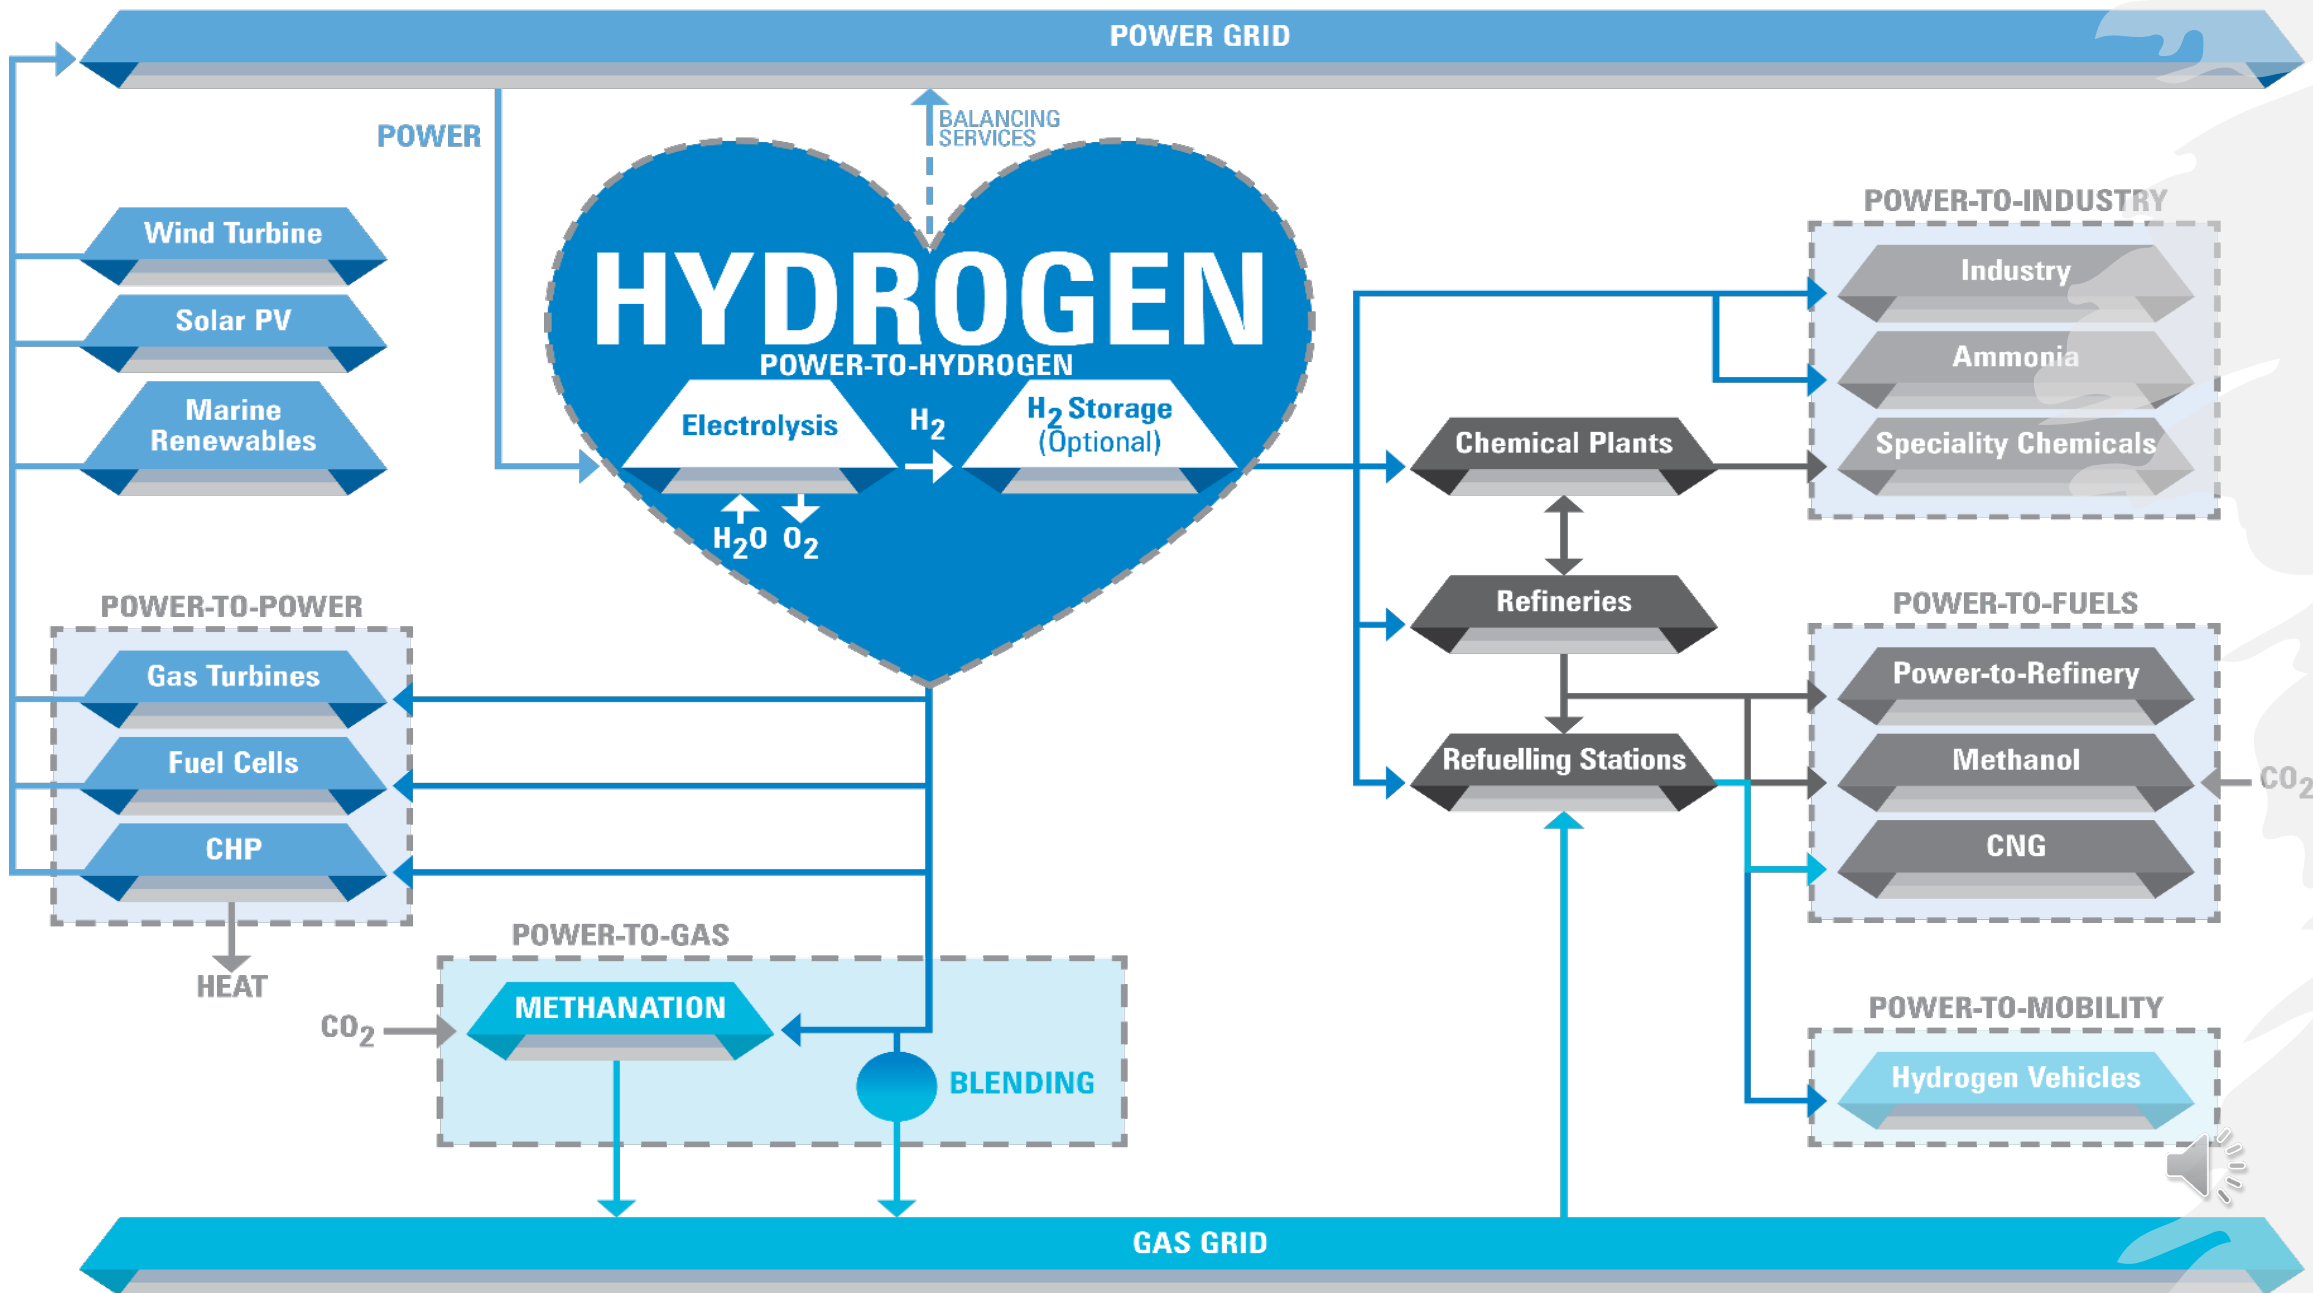 POWER GRID
POWER
BALANCING
SERVICES
Wind Turbine
Solar PV
Marine
Renewables
HYDROGEN
POWER-TO-HYDROGEN
Electrolysis
H2
H2 Storage
(Optional)
H2O O2
POWER-TO-INDUSTRY
Industry
Ammonia
Speciality Chemicals
Chemical Plants
Refineries
Refuelling Stations
POWER-TO-FUELS
Power-to-Refinery
Methanol
CO2
CNG
POWER-TO-POWER
Gas Turbines
Fuel Cells
CHP
HEAT
POWER-TO-GAS
CO2
METHANATION
BLENDING
POWER-TO-MOBILITY
Hydrogen Vehicles
GAS GRID